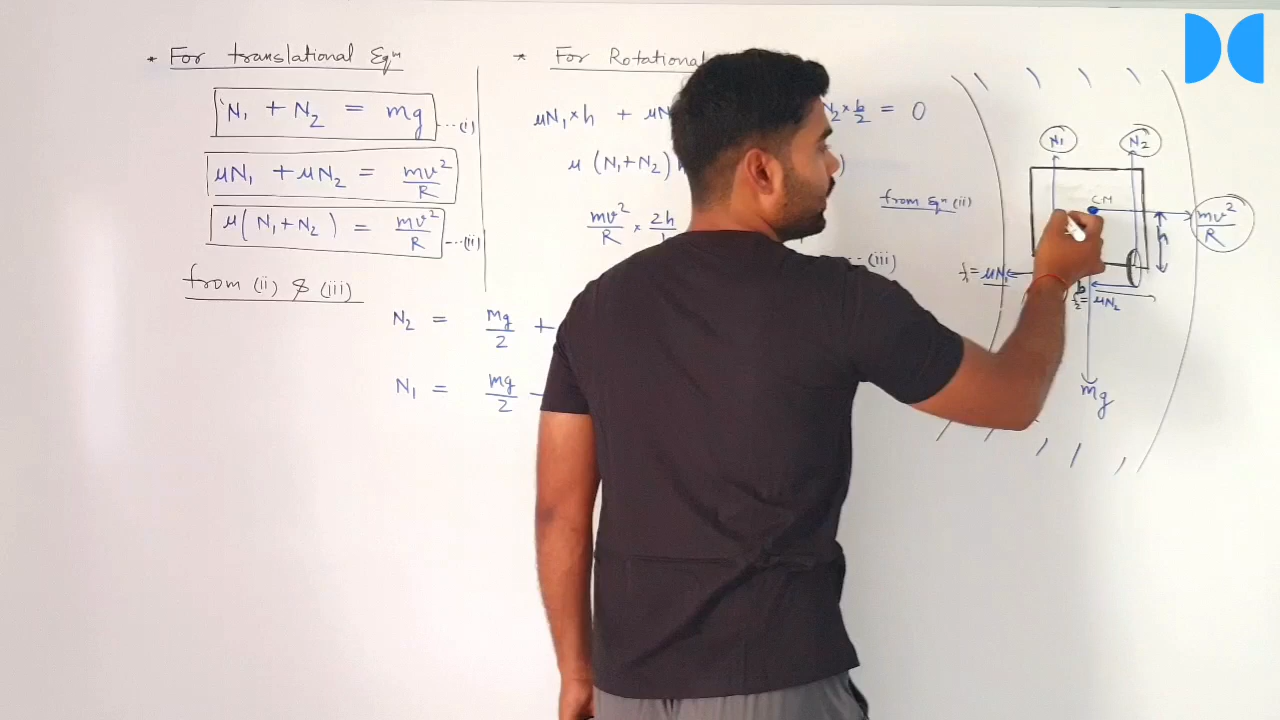 * For translational Eqⁿ
N₁ + N₂ = mg ...(i)
μN₁ + μN₂ = mv²/R
μ(N₁+N₂) = mv²/R ...(ii)
from (ii) & (iii)
N₂ = Mg/2 +
N₁ = mg/2 -
* For Rotational
μN₁×h + μN
N₂×b/2 = 0
μ (N₁+N₂)
from Eqⁿ (ii)
mv²/R × 2h/
...(iii)
N₁
N₂
C.M
mv²/R
h
f₁= μN₁
b
f₂= μN₂
mg